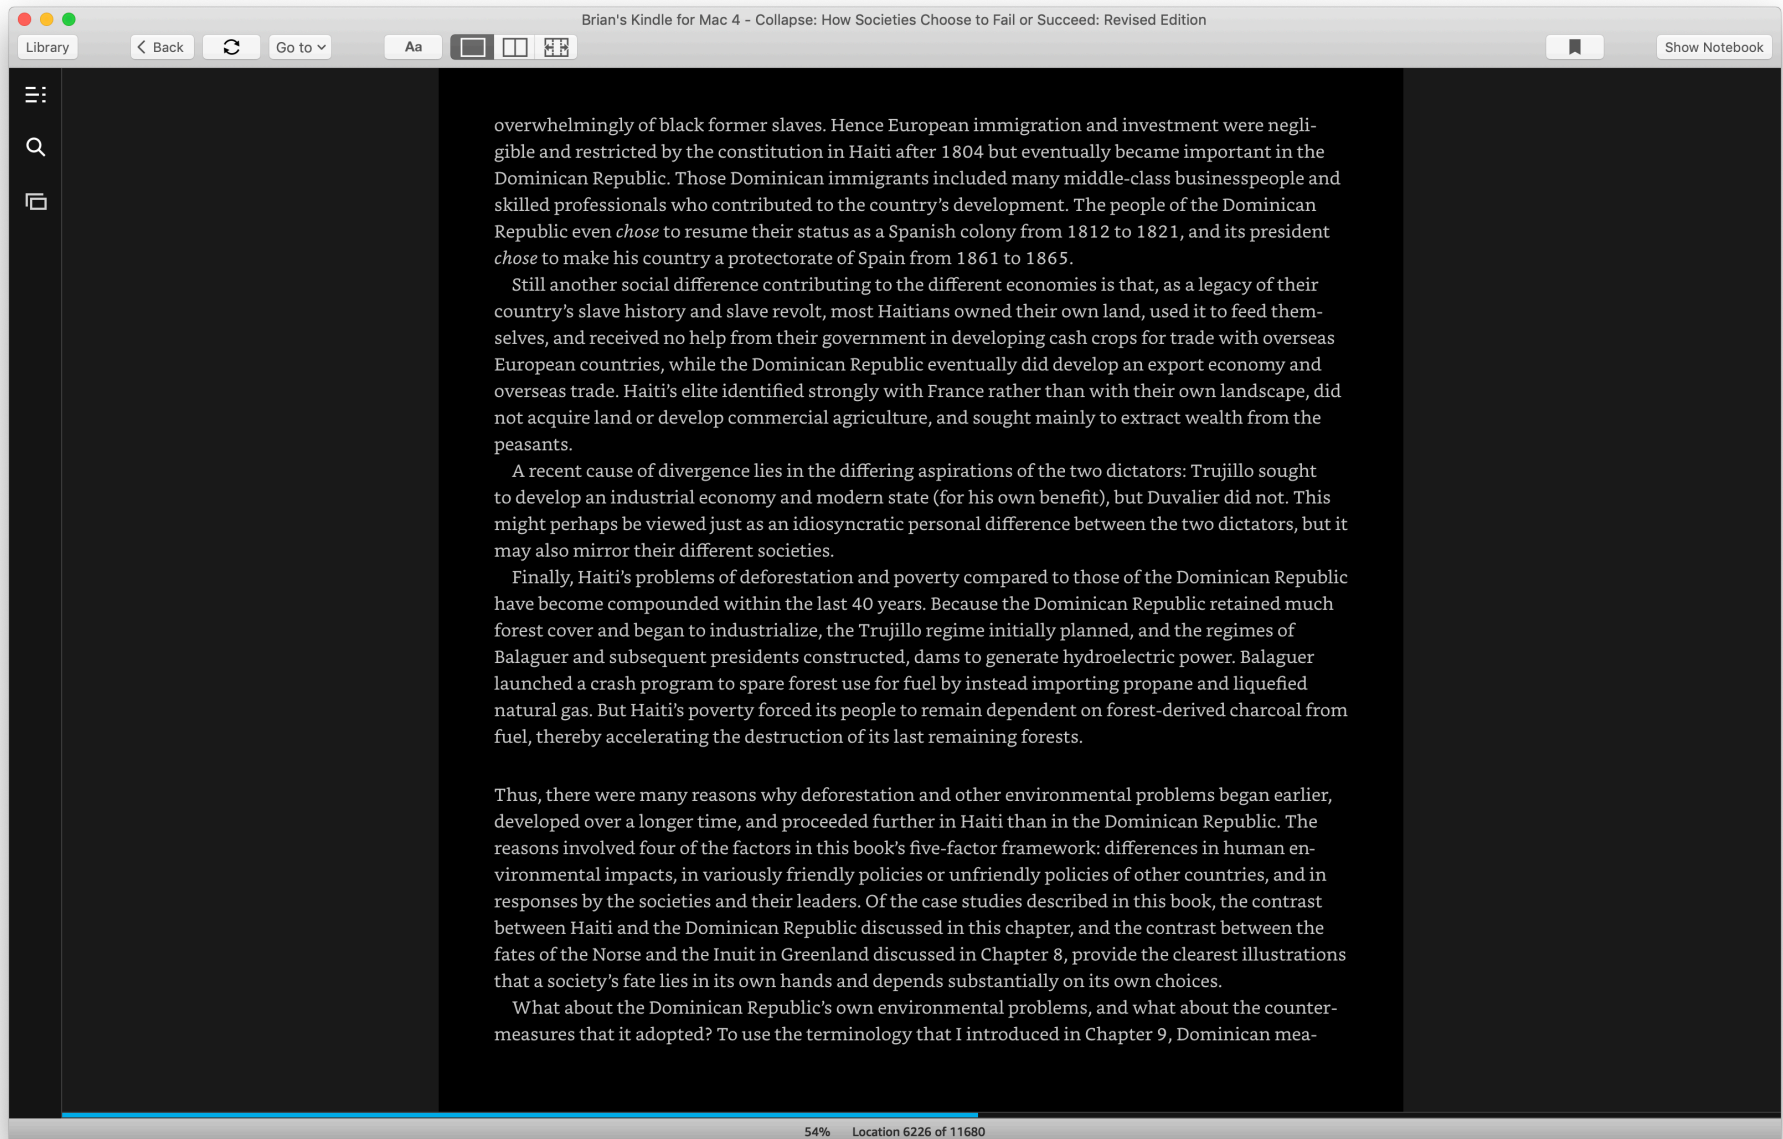 Brian's Kindle for Mac 4 - Collapse: How Societies Choose to Fail or Succeed: Revised Edition
Library
Back
Go to
Aa
Show Notebook
overwhelmingly of black former slaves. Hence European immigration and investment were negli-
gible and restricted by the constitution in Haiti after 1804 but eventually became important in the
Dominican Republic. Those Dominican immigrants included many middle-class businesspeople and
skilled professionals who contributed to the country’s development. The people of the Dominican
Republic even chose to resume their status as a Spanish colony from 1812 to 1821, and its president
chose to make his country a protectorate of Spain from 1861 to 1865.
Still another social difference contributing to the different economies is that, as a legacy of their
country’s slave history and slave revolt, most Haitians owned their own land, used it to feed them-
selves, and received no help from their government in developing cash crops for trade with overseas
European countries, while the Dominican Republic eventually did develop an export economy and
overseas trade. Haiti’s elite identified strongly with France rather than with their own landscape, did
not acquire land or develop commercial agriculture, and sought mainly to extract wealth from the
peasants.
A recent cause of divergence lies in the differing aspirations of the two dictators: Trujillo sought
to develop an industrial economy and modern state (for his own benefit), but Duvalier did not. This
might perhaps be viewed just as an idiosyncratic personal difference between the two dictators, but it
may also mirror their different societies.
Finally, Haiti’s problems of deforestation and poverty compared to those of the Dominican Republic
have become compounded within the last 40 years. Because the Dominican Republic retained much
forest cover and began to industrialize, the Trujillo regime initially planned, and the regimes of
Balaguer and subsequent presidents constructed, dams to generate hydroelectric power. Balaguer
launched a crash program to spare forest use for fuel by instead importing propane and liquefied
natural gas. But Haiti’s poverty forced its people to remain dependent on forest-derived charcoal from
fuel, thereby accelerating the destruction of its last remaining forests.
Thus, there were many reasons why deforestation and other environmental problems began earlier,
developed over a longer time, and proceeded further in Haiti than in the Dominican Republic. The
reasons involved four of the factors in this book’s five-factor framework: differences in human en-
vironmental impacts, in variously friendly policies or unfriendly policies of other countries, and in
responses by the societies and their leaders. Of the case studies described in this book, the contrast
between Haiti and the Dominican Republic discussed in this chapter, and the contrast between the
fates of the Norse and the Inuit in Greenland discussed in Chapter 8, provide the clearest illustrations
that a society’s fate lies in its own hands and depends substantially on its own choices.
What about the Dominican Republic’s own environmental problems, and what about the counter-
measures that it adopted? To use the terminology that I introduced in Chapter 9, Dominican mea-
54% Location 6226 of 11680